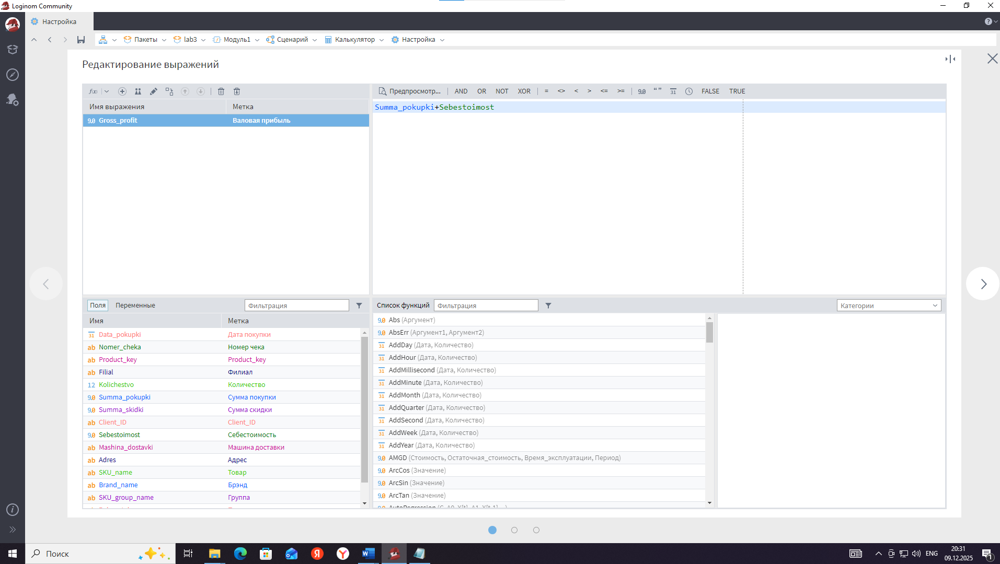 Loginom Community
Настройка
Пакеты lab3 Модуль1 Сценарий Калькулятор Настройка
Редактирование выражений
f(x)
Предпросмотр... AND OR NOT XOR = <> < > <= >= 9.0 “ ” 31 FALSE TRUE
Имя выражения Метка
9.0 Gross_profit Валовая прибыль
Summa_pokupki+Sebestoimost
Поля Переменные Фильтрация
Имя Метка
31 Data_pokupki Дата покупки
ab Nomer_cheka Номер чека
ab Product_key Product_key
ab Filial Филиал
12 Kolichestvo Количество
9.0 Summa_pokupki Сумма покупки
9.0 Summa_skidki Сумма скидки
ab Client_ID Client_ID
9.0 Sebestoimost Себестоимость
ab Mashina_dostavki Машина доставки
ab Adres Адрес
ab SKU_name Товар
ab Brand_name Брэнд
ab SKU_group_name Группа
Список функций Фильтрация Категории
9.0 Abs (Аргумент)
9.0 AbsErr (Аргумент1, Аргумент2)
31 AddDay (Дата, Количество)
31 AddHour (Дата, Количество)
31 AddMillisecond (Дата, Количество)
31 AddMinute (Дата, Количество)
31 AddMonth (Дата, Количество)
31 AddQuarter (Дата, Количество)
31 AddSecond (Дата, Количество)
31 AddWeek (Дата, Количество)
31 AddYear (Дата, Количество)
9.0 AMGD (Стоимость, Остаточная_стоимость, Время_эксплуатации, Период)
9.0 ArcCos (Значение)
9.0 ArcSin (Значение)
9.0 ArcTan (Значение)
Поиск
ENG
20:31
09.12.2025
1